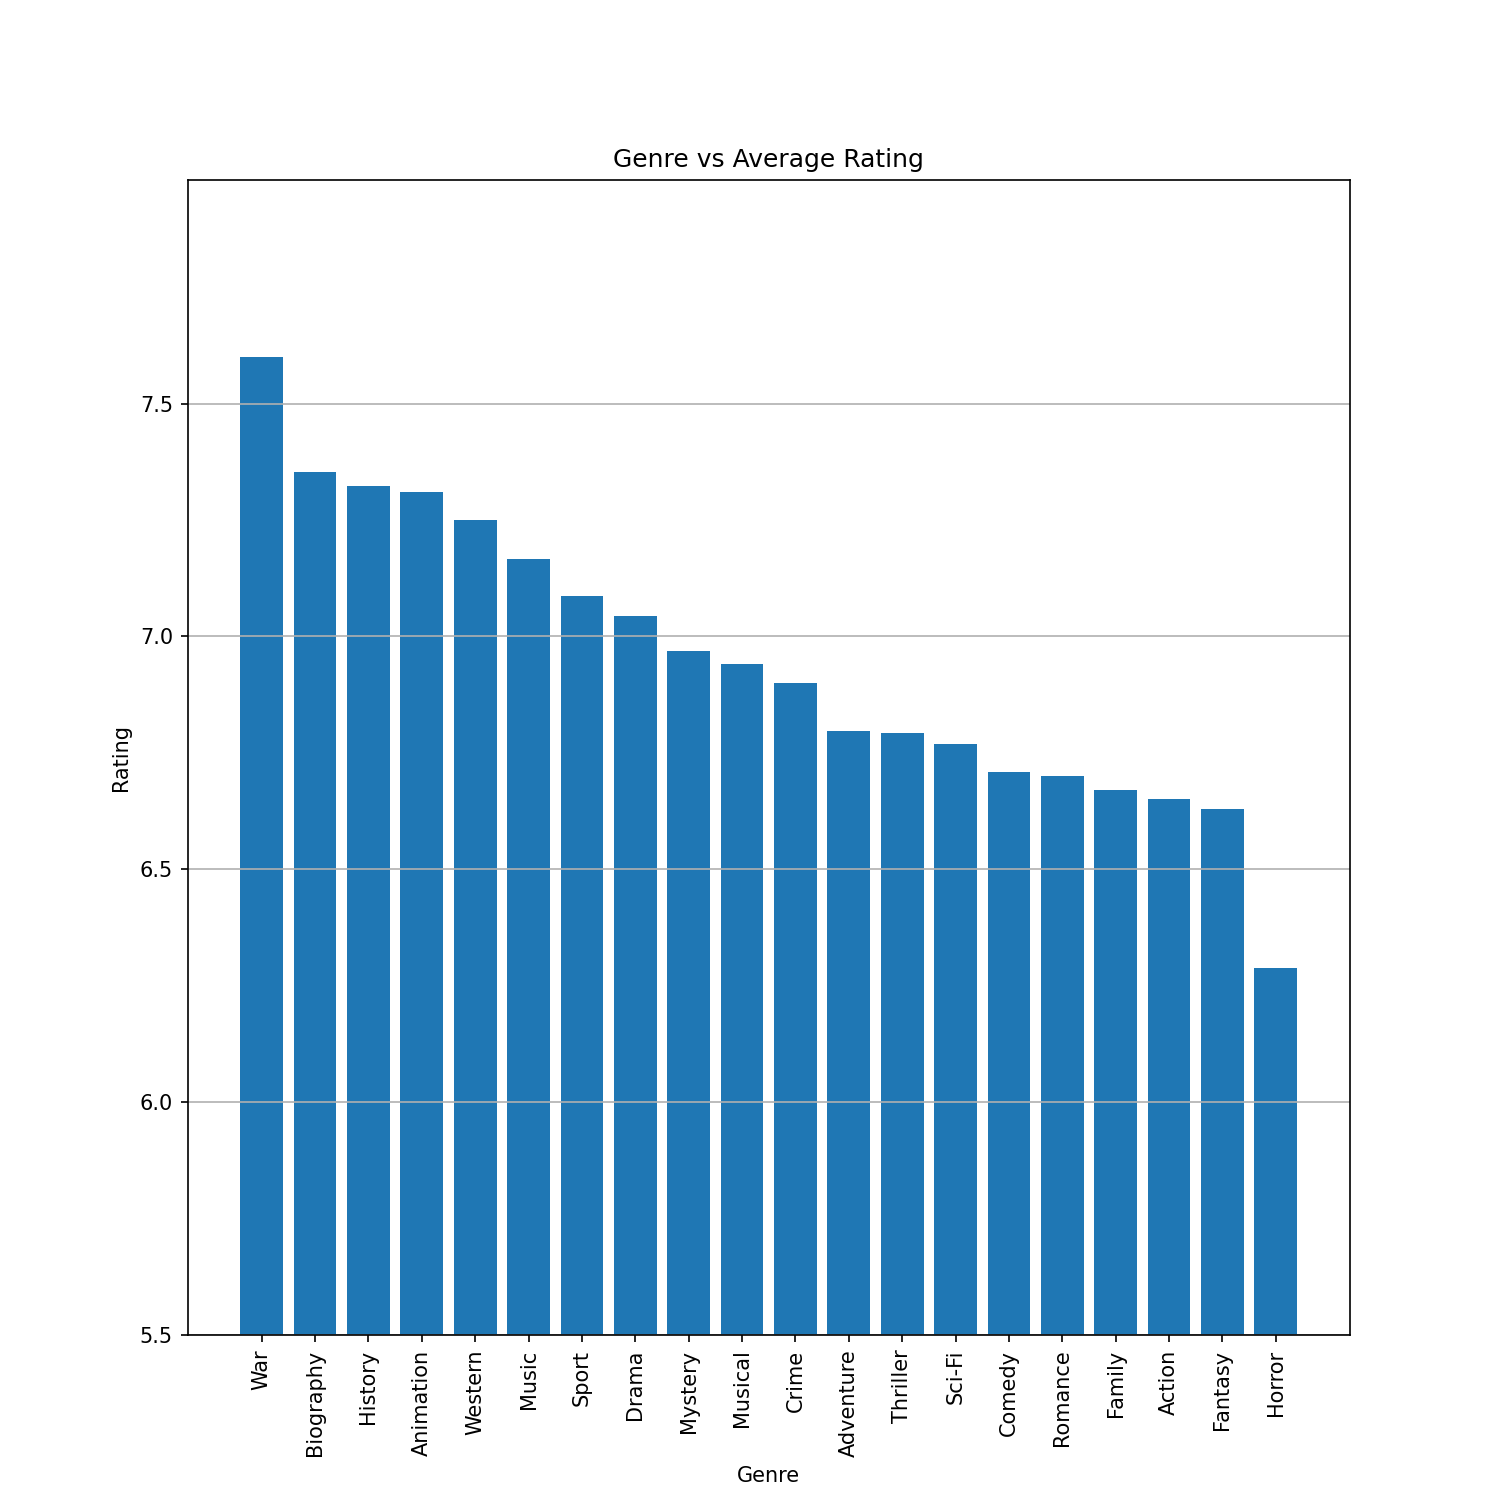 Genre vs Average Rating
Rating
7.5
7.0
6.5
6.0
5.5
War
Biography
History
Animation
Western
Music
Sport
Drama
Mystery
Musical
Crime
Adventure
Thriller
Sci-Fi
Comedy
Romance
Family
Action
Fantasy
Horror
Genre